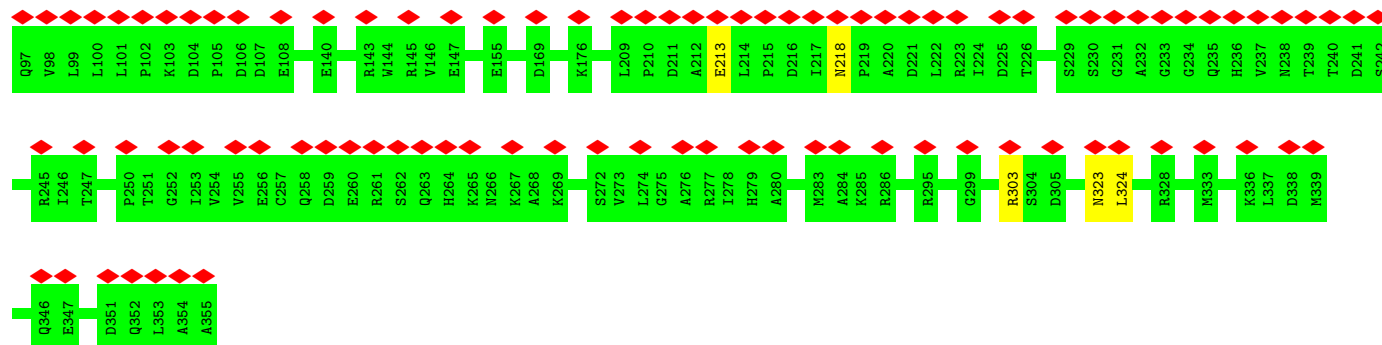 Q97 V98 L99 L100 L101 P102 K103 D104 P105 D106 D107 E108 E140 R143 W144 R145 V146 E147 E155 D169 K176 L209 P210 D211 A212 E213 L214 P215 D216 I217 N218 P219 A220 D221 L222 R223 I224 D225 T226 S229 S230 G231 A232 G233 G234 Q235 H236 V237 N238 T239 T240 D241 S242
R245 I246 T247 P250 T251 G252 I253 V254 V255 E256 C257 Q258 D259 E260 R261 S262 Q263 H264 K265 N266 K267 A268 K269 S272 V273 L274 G275 A276 R277 I278 H279 A280 M283 A284 K285 R286 R295 G299 R303 S304 D305 N323 L324 R328 M333 K336 L337 D338 M339
Q346 E347 D351 Q352 L353 A354 A355